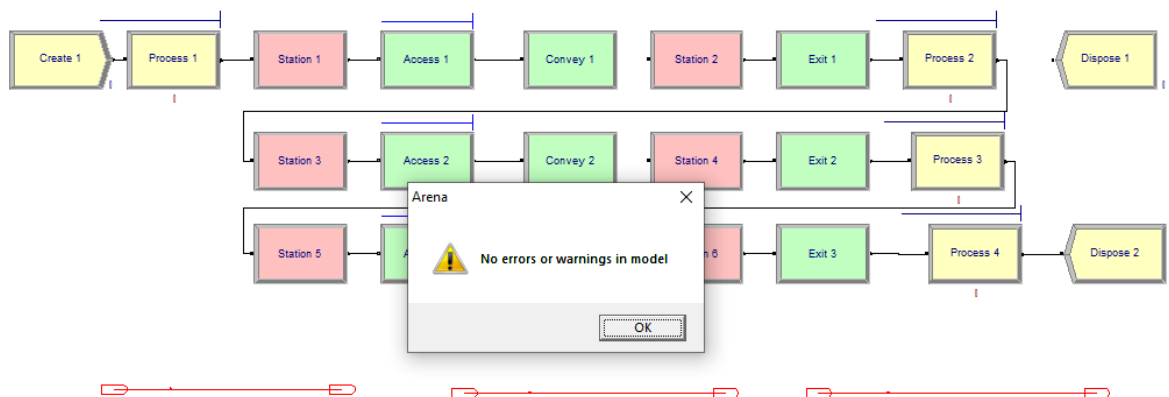 Create 1
Process 1
Station 1
Access 1
Convey 1
Station 2
Exit 1
Process 2
Dispose 1
Station 3
Access 2
Convey 2
Station 4
Exit 2
Process 3
Arena
No errors or warnings in model
OK
Station 5
A
n 6
Exit 3
Process 4
Dispose 2